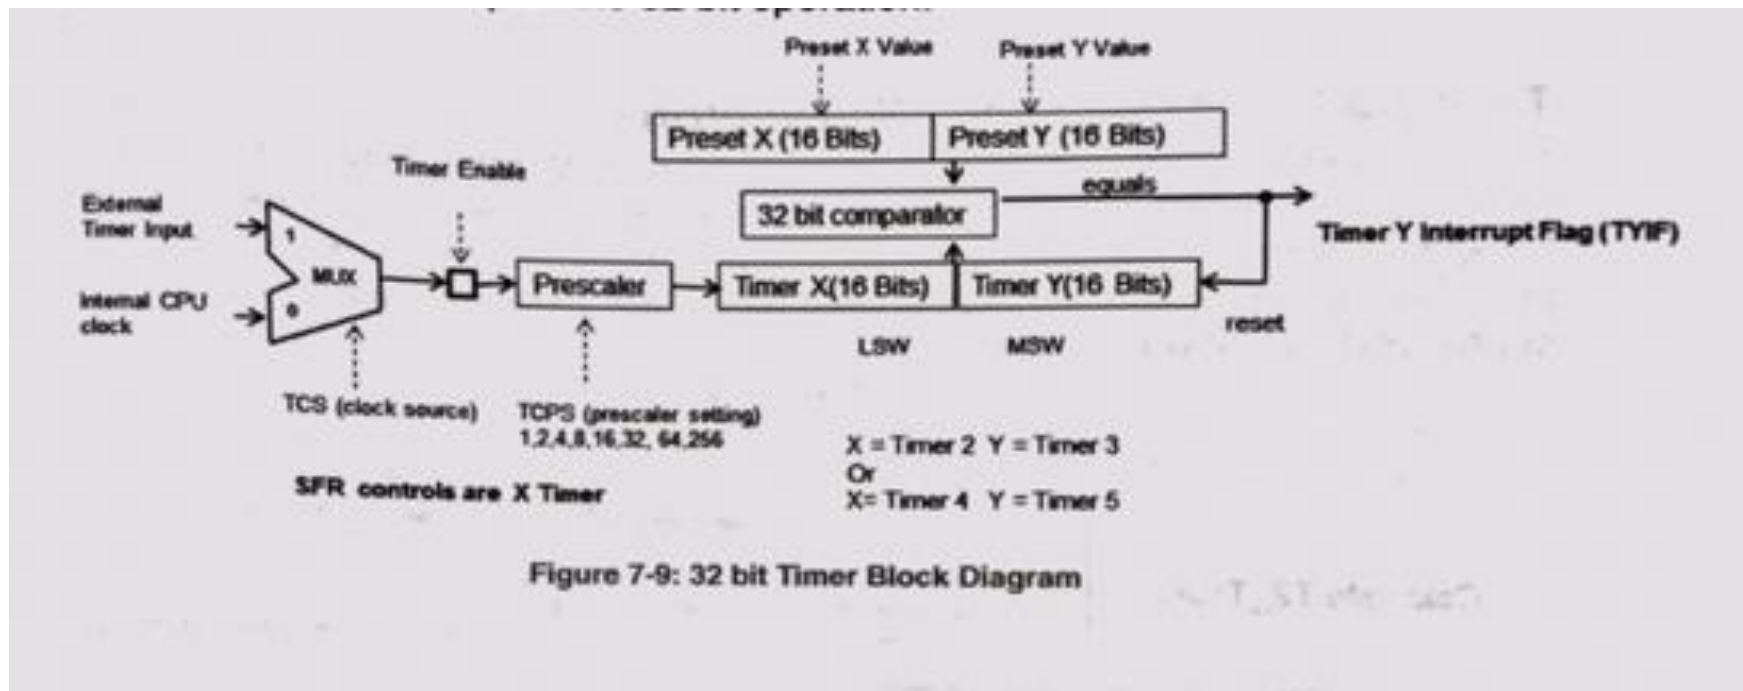 Preset X Value
Preset Y Value
Preset X (16 Bits)
Preset Y (16 Bits)
Timer Enable
External
Timer Input
1
MUX
0
Internal CPU
clock
Prescaler
32 bit comparator
equals
Timer Y Interrupt Flag (TYIF)
Timer X(16 Bits)
Timer Y(16 Bits)
reset
LSW
MSW
TCS (clock source)
TCPS (prescaler setting)
1,2,4,8,16,32, 64,256
SFR controls are X Timer
X = Timer 2 Y = Timer 3
Or
X= Timer 4 Y = Timer 5
Figure 7-9: 32 bit Timer Block Diagram